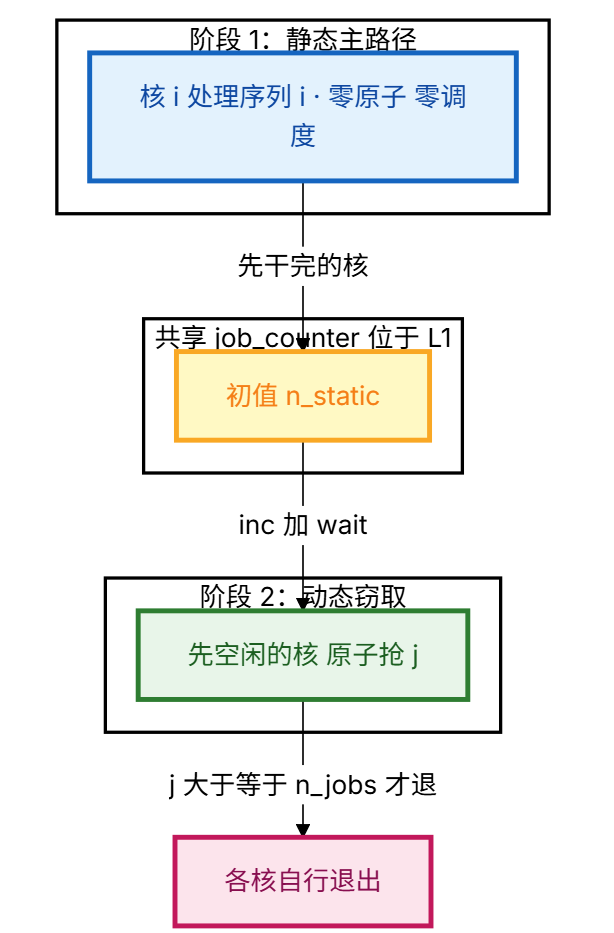 阶段 1：静态主路径
核 i 处理序列 i · 零原子 零调
度
先干完的核
共享 job_counter 位于 L1
初值 n_static
inc 加 wait
阶段 2：动态窃取
先空闲的核 原子抢 j
j 大于等于 n_jobs 才退
各核自行退出